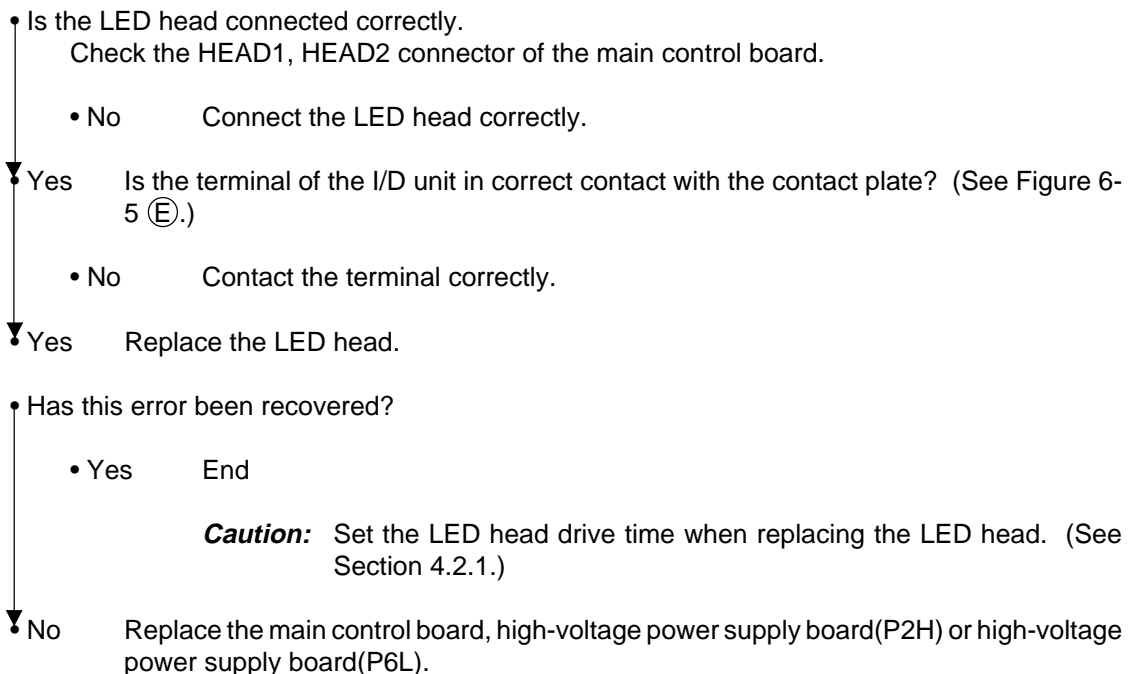 • Is the LED head connected correctly.
Check the HEAD1, HEAD2 connector of the main control board.
• No Connect the LED head correctly.
• Yes Is the terminal of the I/D unit in correct contact with the contact plate? (See Figure 6-
5 Ⓔ.)
• No Contact the terminal correctly.
• Yes Replace the LED head.
• Has this error been recovered?
• Yes End
Caution: Set the LED head drive time when replacing the LED head. (See
Section 4.2.1.)
• No Replace the main control board, high-voltage power supply board(P2H) or high-voltage
power supply board(P6L).